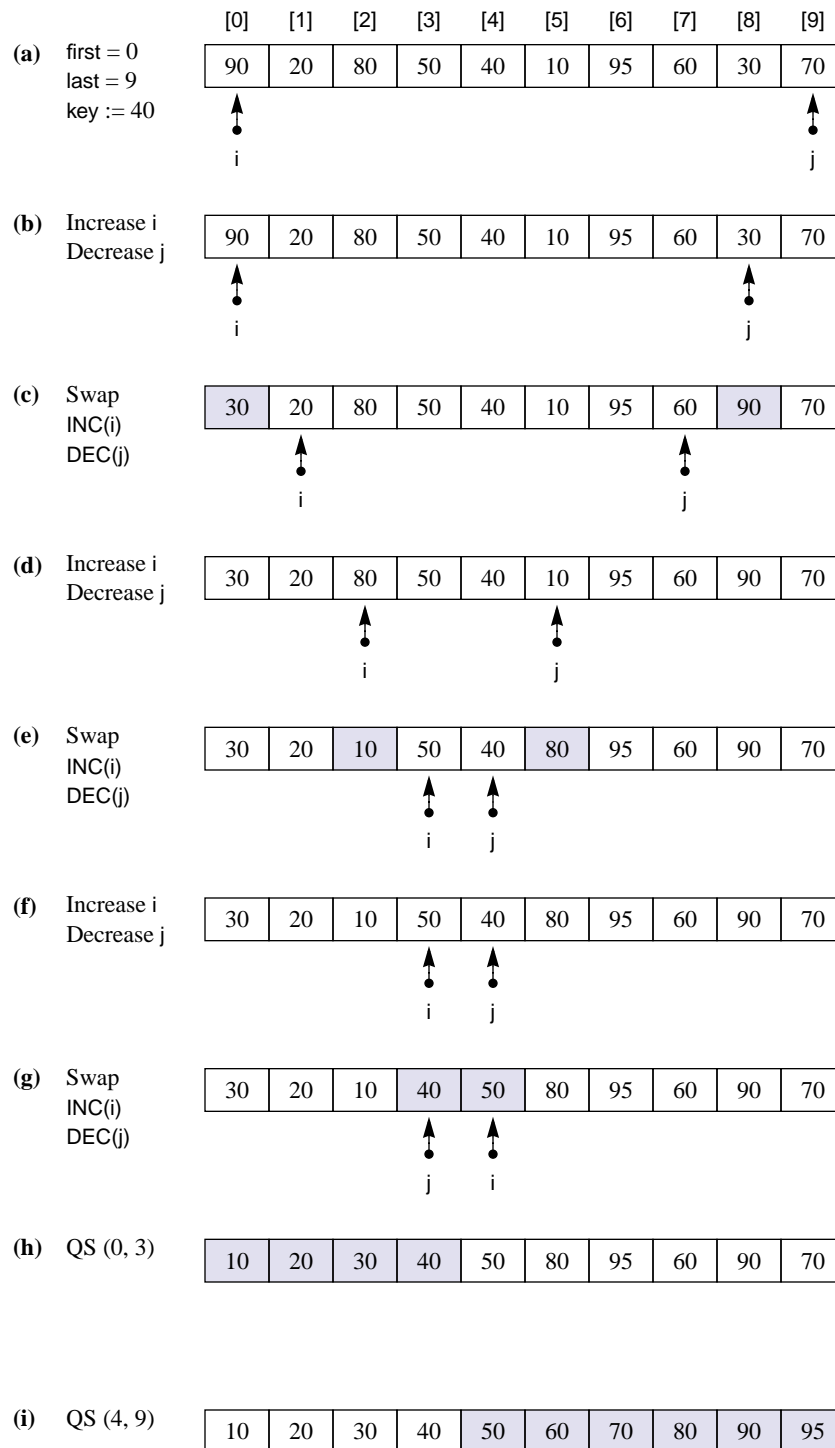 [0] [1] [2] [3] [4] [5] [6] [7] [8] [9]
(a) first = 0
last = 9
key := 40
90 20 80 50 40 10 95 60 30 70
i j
(b) Increase i
Decrease j
90 20 80 50 40 10 95 60 30 70
i j
(c) Swap
INC(i)
DEC(j)
30 20 80 50 40 10 95 60 90 70
i j
(d) Increase i
Decrease j
30 20 80 50 40 10 95 60 90 70
i j
(e) Swap
INC(i)
DEC(j)
30 20 10 50 40 80 95 60 90 70
i j
(f) Increase i
Decrease j
30 20 10 50 40 80 95 60 90 70
i j
(g) Swap
INC(i)
DEC(j)
30 20 10 40 50 80 95 60 90 70
j i
(h) QS (0, 3)
10 20 30 40 50 80 95 60 90 70
(i) QS (4, 9)
10 20 30 40 50 60 70 80 90 95